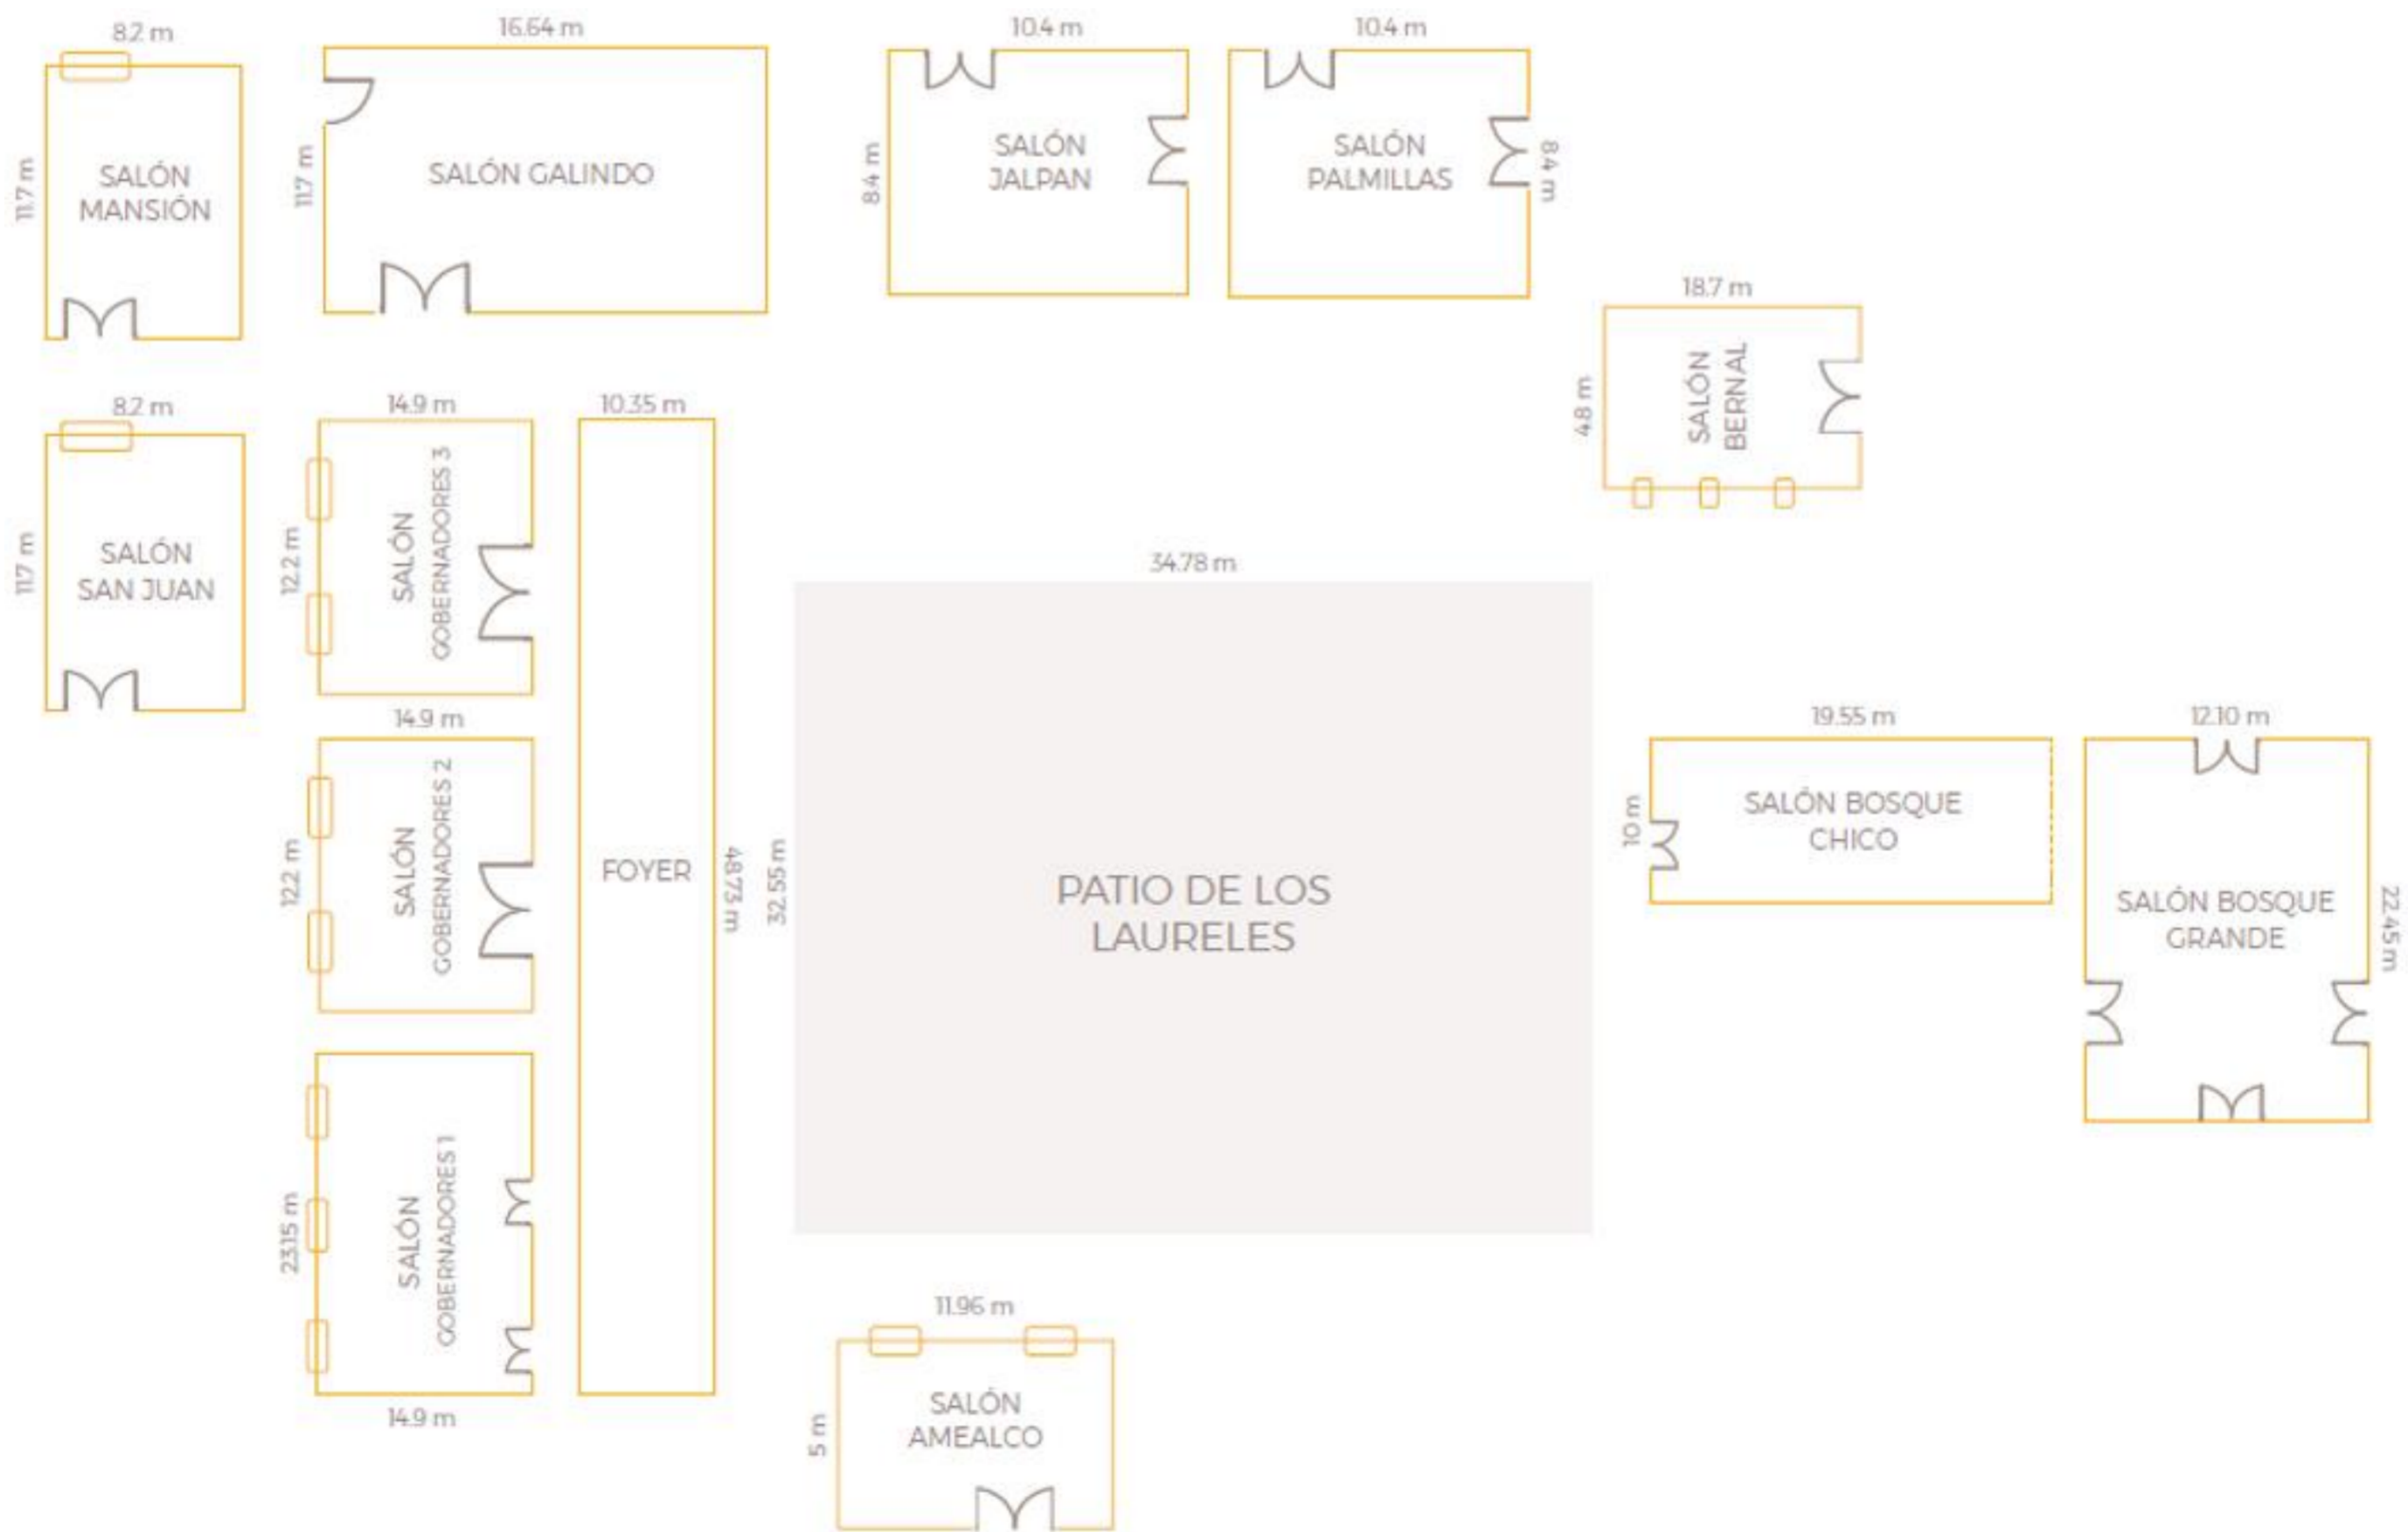 8.2 m
11.7 m
SALÓN
MANSIÓN
16.64 m
11.7 m
SALÓN GALINDO
10.4 m
8.4 m
SALÓN
JALPAN
10.4 m
SALÓN
PALMILLAS
8.4 m
18.7 m
4.8 m
SALÓN
BERNAL
8.2 m
11.7 m
SALÓN
SAN JUAN
14.9 m
12.2 m
SALÓN
GOBERNADORES 3
10.35 m
FOYER
48.73 m
14.9 m
12.2 m
SALÓN
GOBERNADORES 2
23.15 m
SALÓN
GOBERNADORES 1
14.9 m
34.78 m
32.55 m
PATIO DE LOS
LAURELES
19.55 m
10 m
SALÓN BOSQUE
CHICO
12.10 m
SALÓN BOSQUE
GRANDE
22.45 m
11.96 m
5 m
SALÓN
AMEALCO